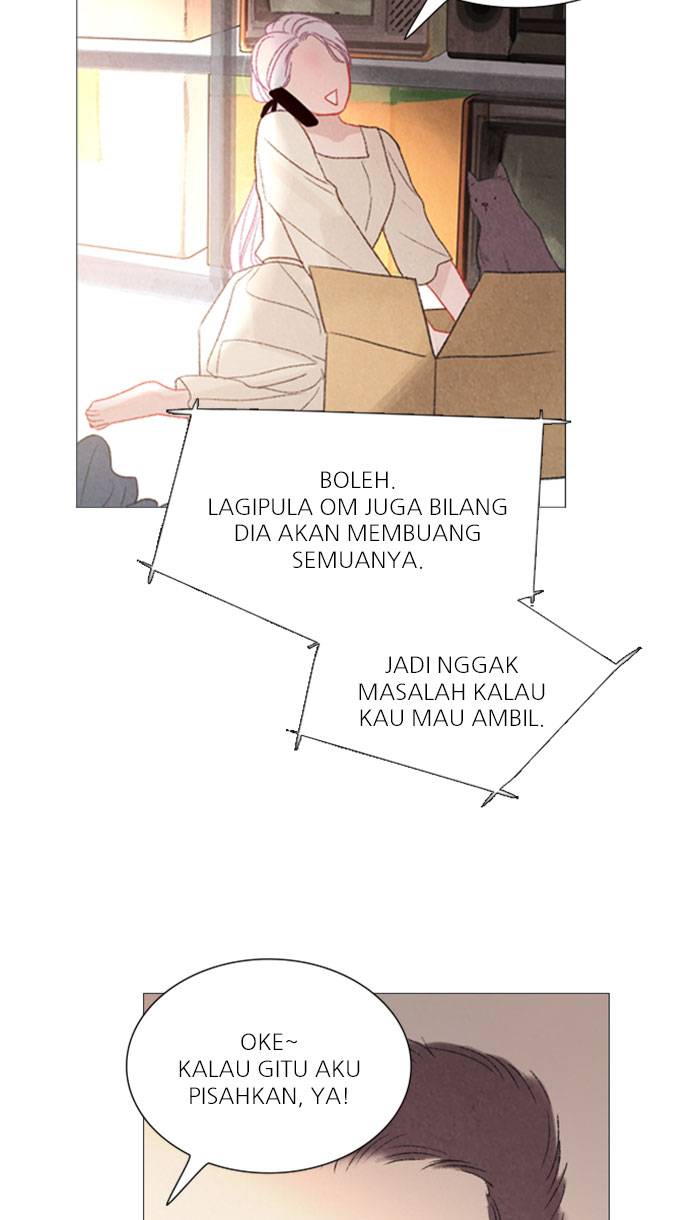 BOLEH.
LAGIPULA OM JUGA BILANG
DIA AKAN MEMBUANG
SEMUANYA.
JADI NGGAK
MASALAH KALAU
KAU MAU AMBIL.
OKE~
KALAU GITU AKU
PISAHKAN, YA!